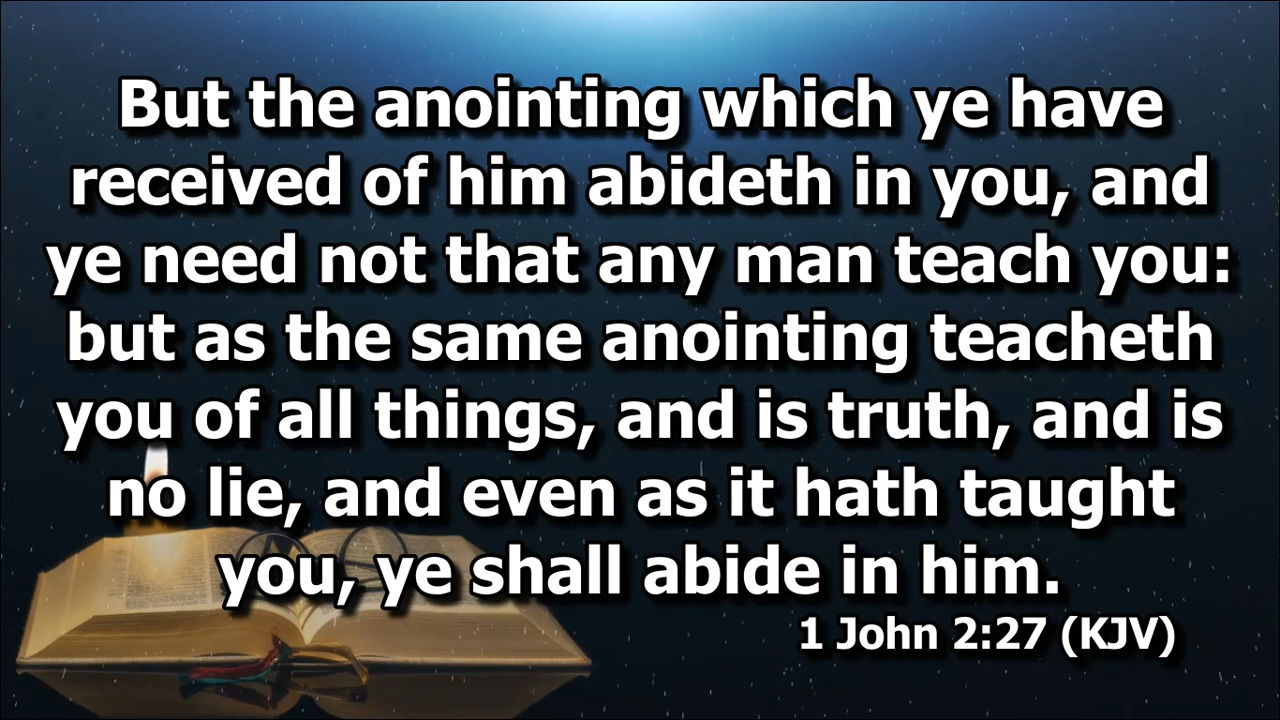 But the anointing which ye have
received of him abideth in you, and
ye need not that any man teach you:
but as the same anointing teacheth
you of all things, and is truth, and is
no lie, and even as it hath taught
you, ye shall abide in him.
1 John 2:27 (KJV)